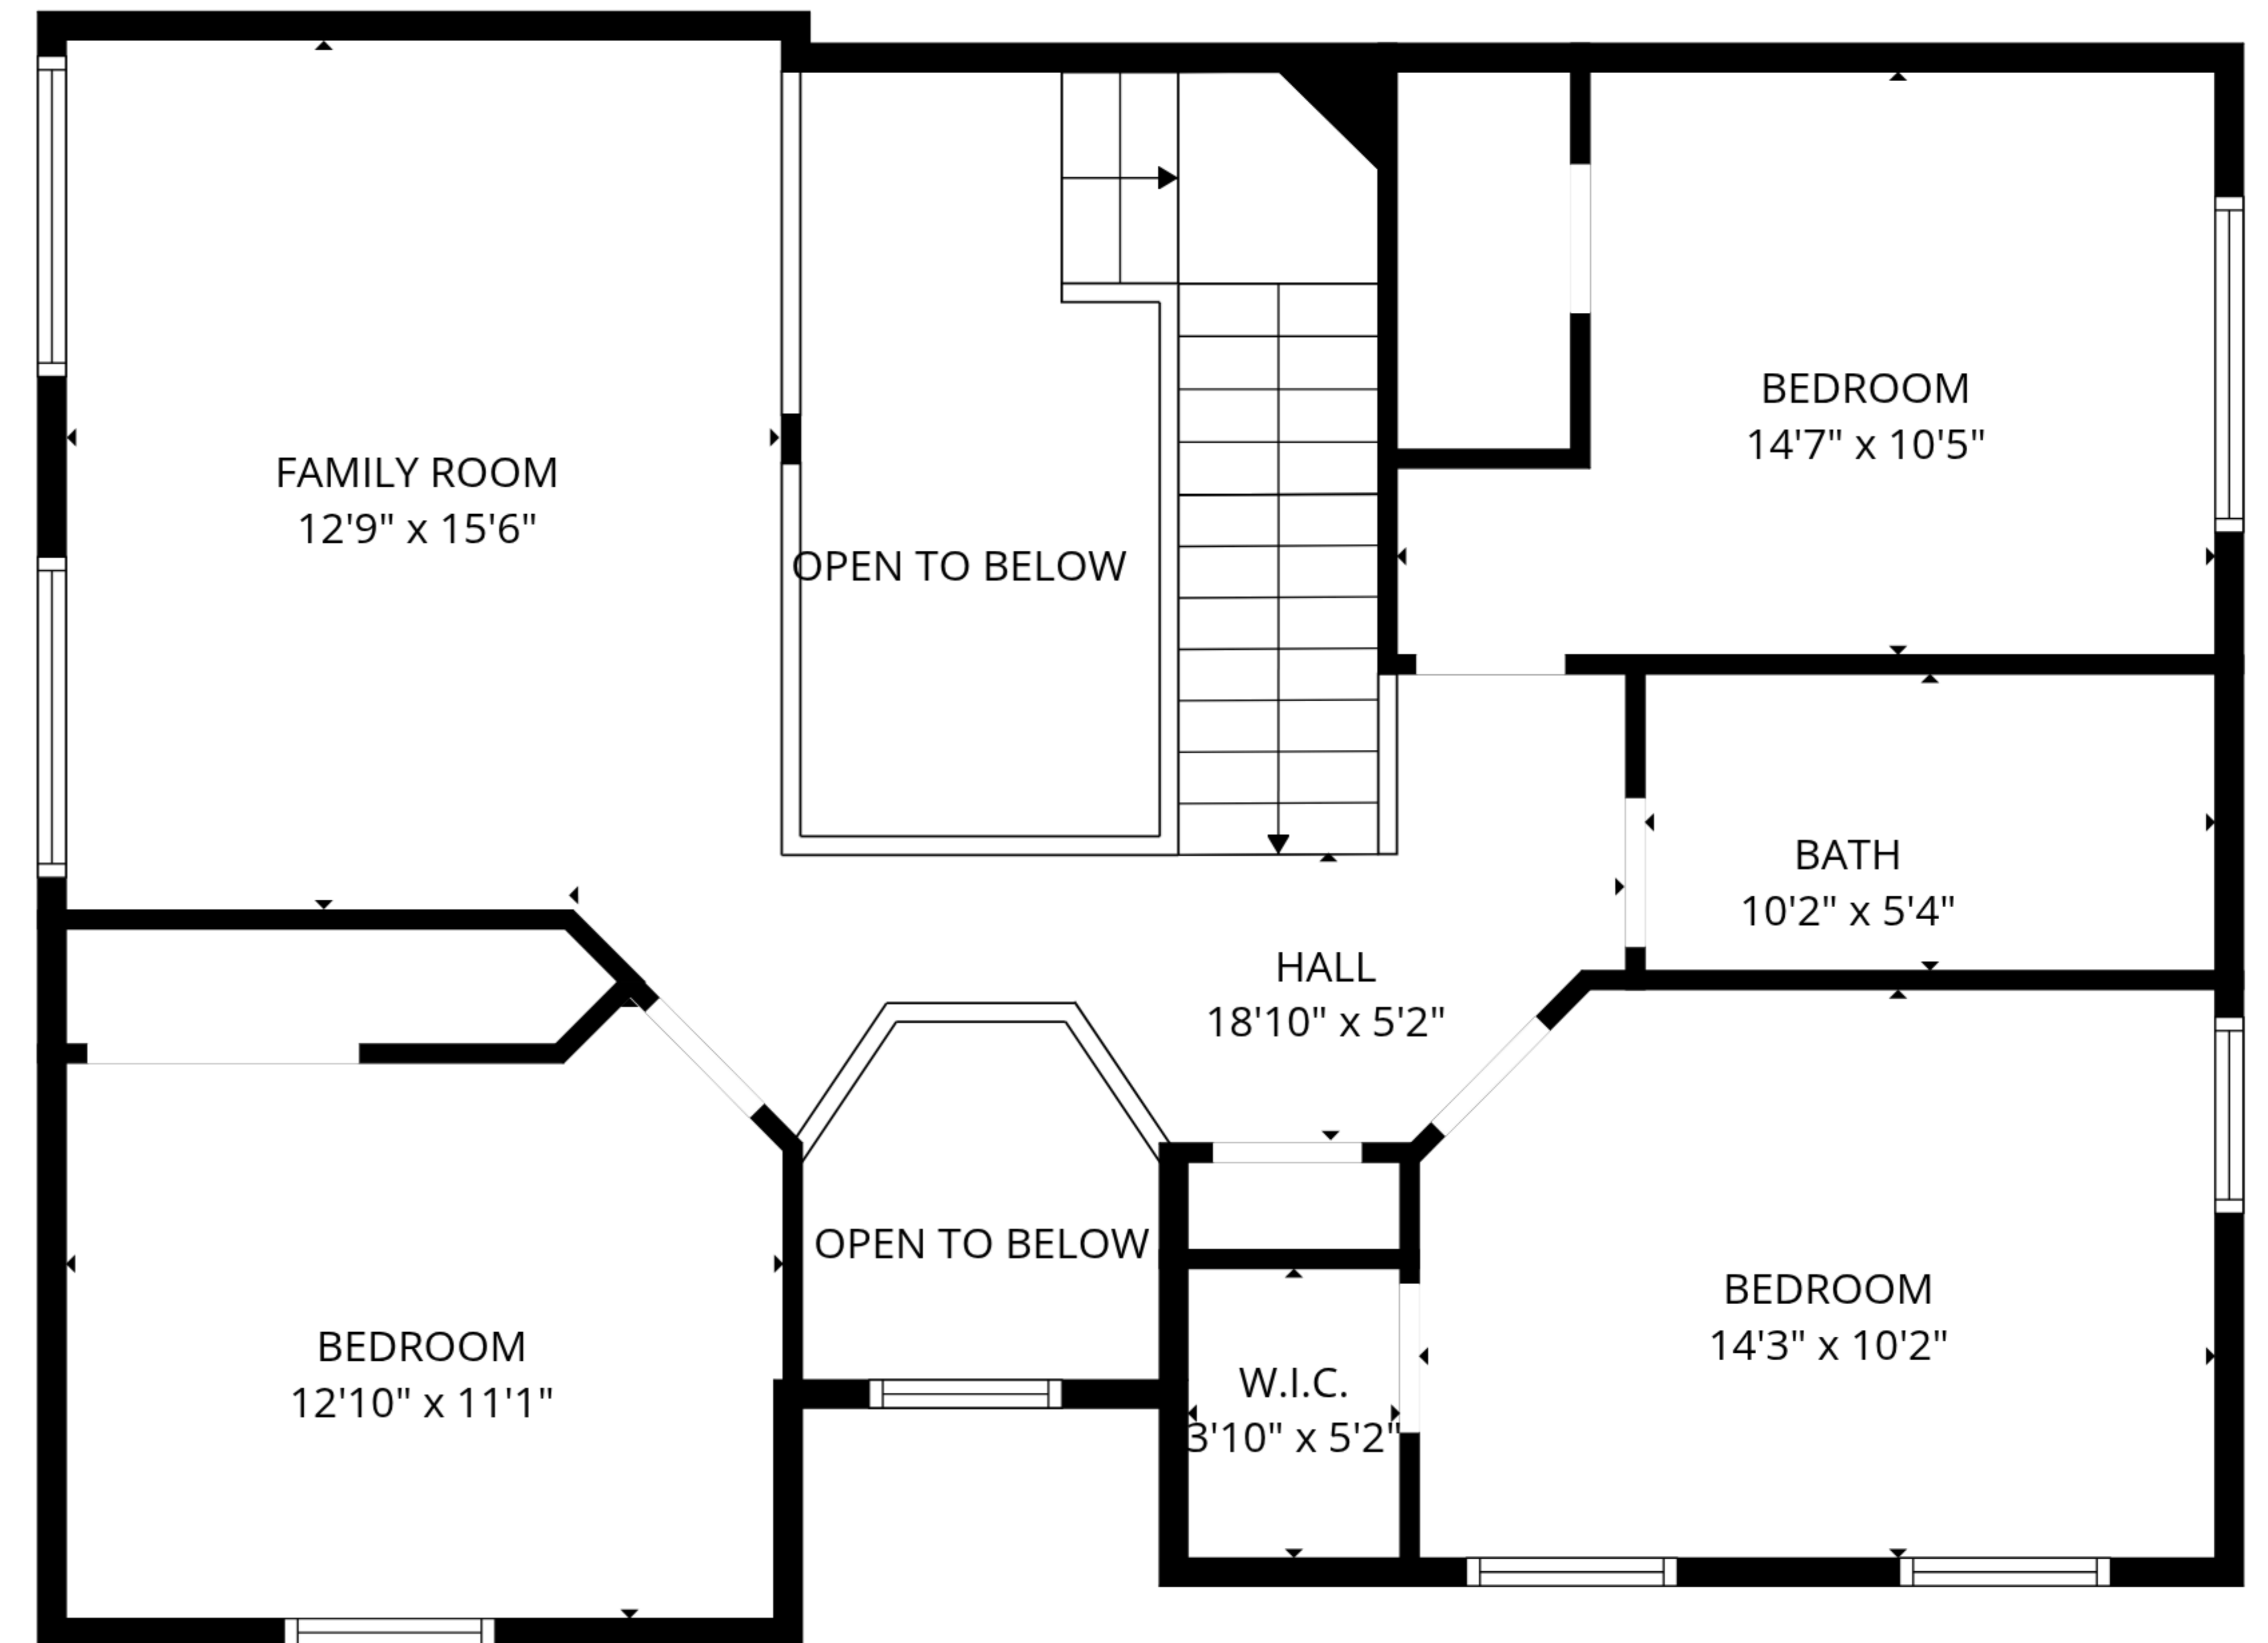 FAMILY ROOM
12'9" x 15'6"
OPEN TO BELOW
BEDROOM
14'7" x 10'5"
BATH
10'2" x 5'4"
HALL
18'10" x 5'2"
OPEN TO BELOW
BEDROOM
12'10" x 11'1"
W.I.C.
3'10" x 5'2"
BEDROOM
14'3" x 10'2"